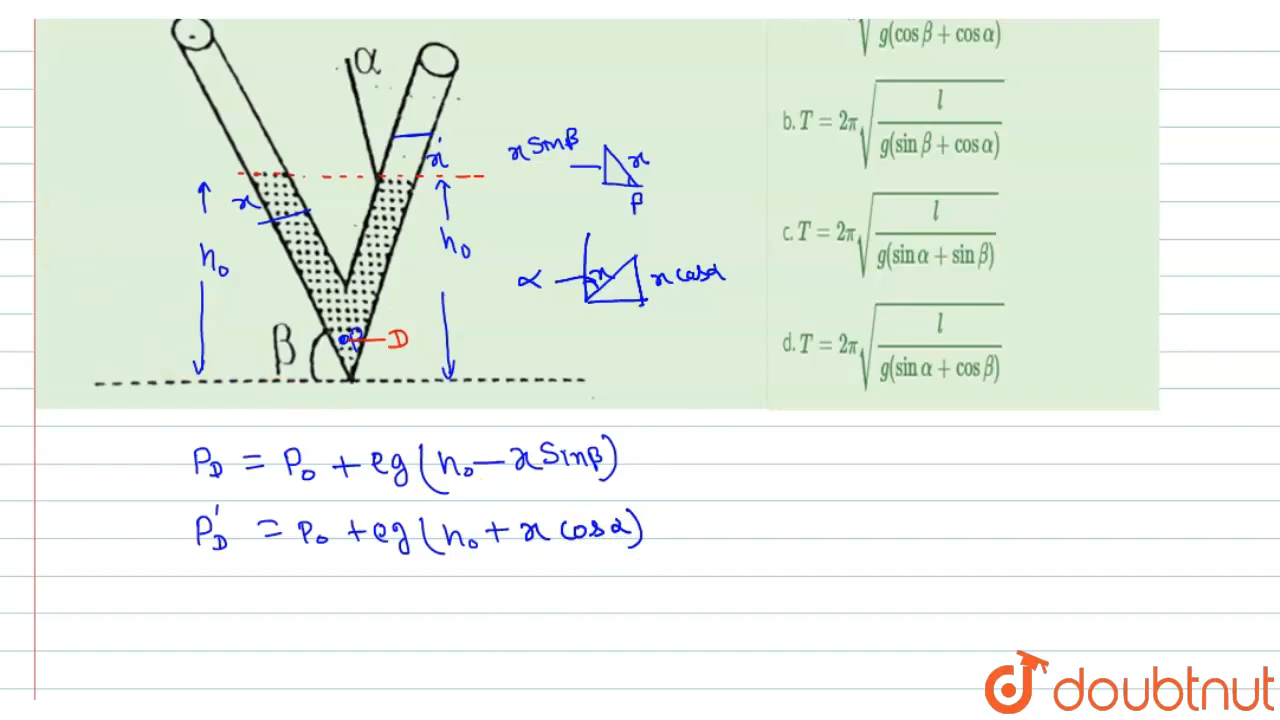 g(cos β + cos α)
α
b. T = 2π√(l / g(sin β + cos α))
x Sinβ
x
x'
β
x
h₀
h₀
c. T = 2π√(l / g(sin α + sin β))
α
x
x cosα
β
D
d. T = 2π√(l / g(sin α + cos β))
P_D = P₀ + ρg(h₀ − x Sinβ)
P'_D = P₀ + ρg(h₀ + x cosα)
doubtnut